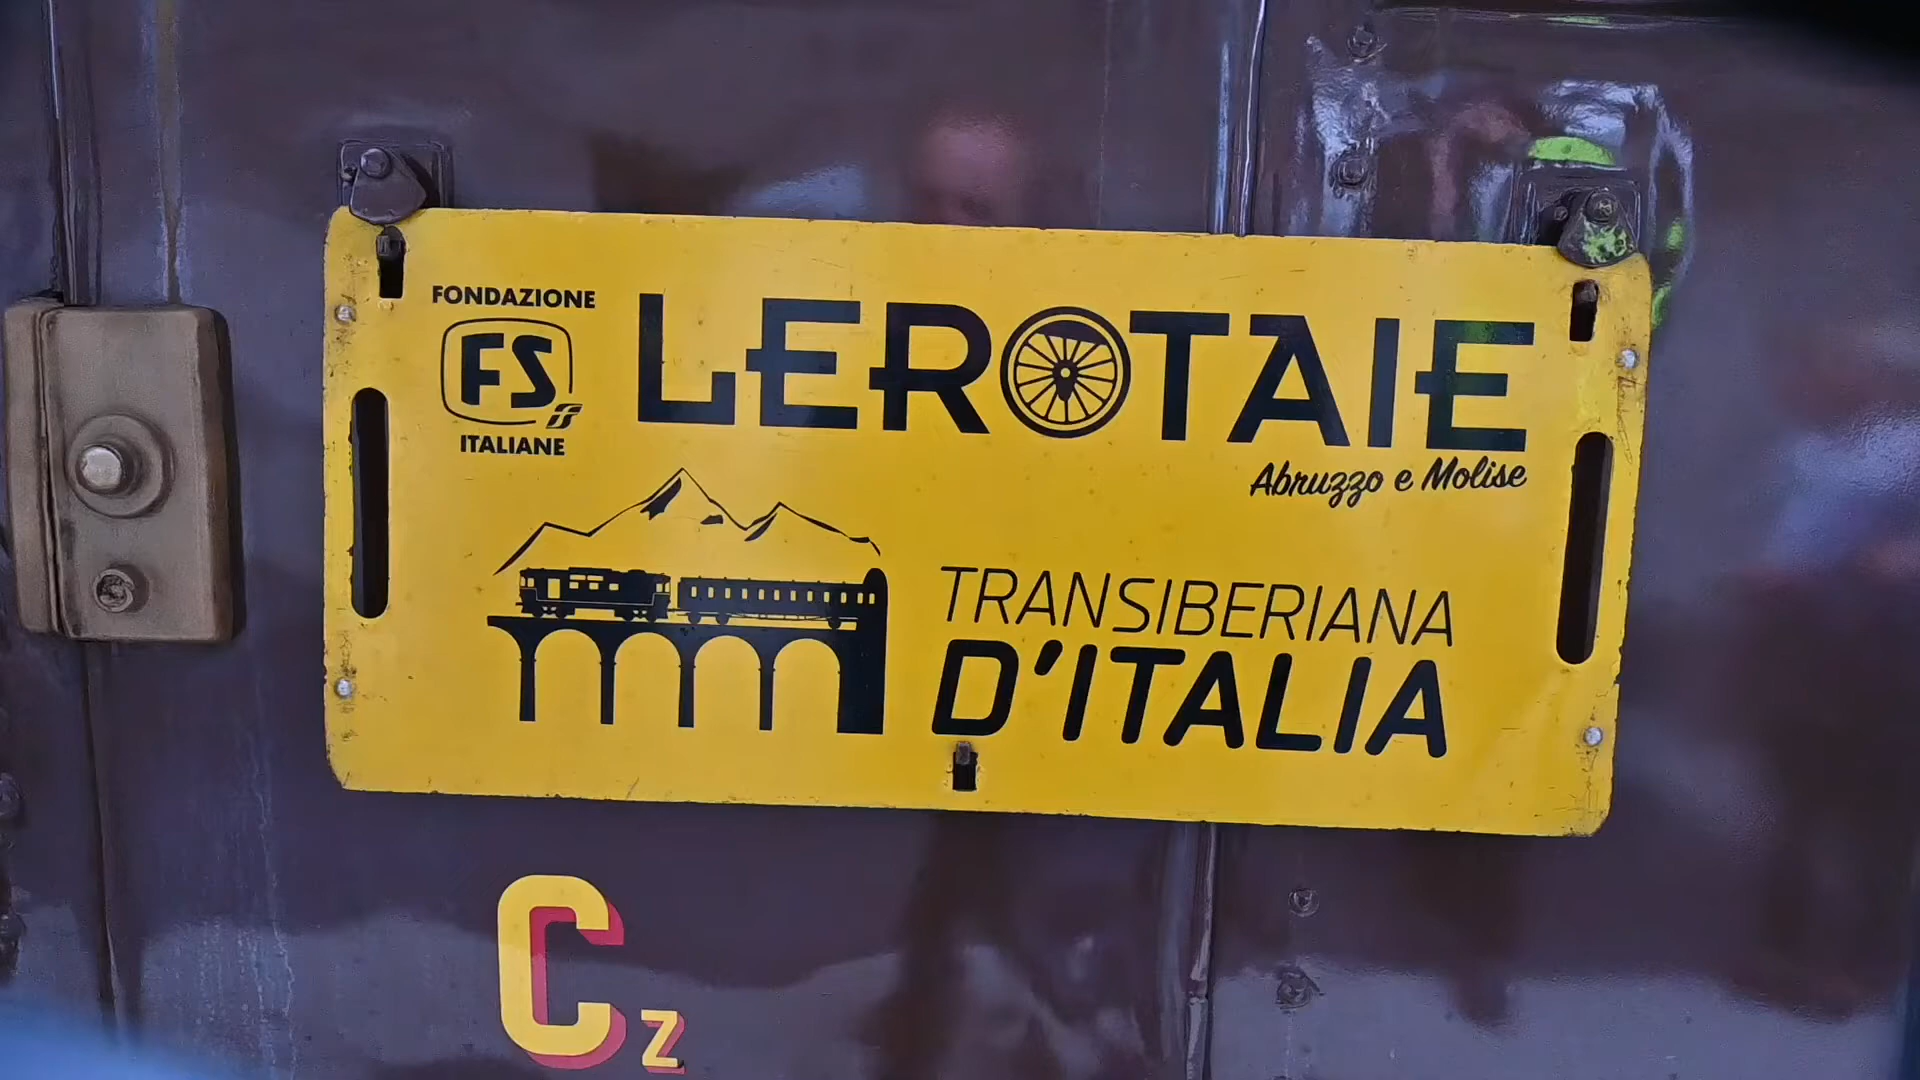 FONDAZIONE
FS
ITALIANE
LEROTAIE
Abruzzo e Molise
TRANSIBERIANA
D'ITALIA
Cz